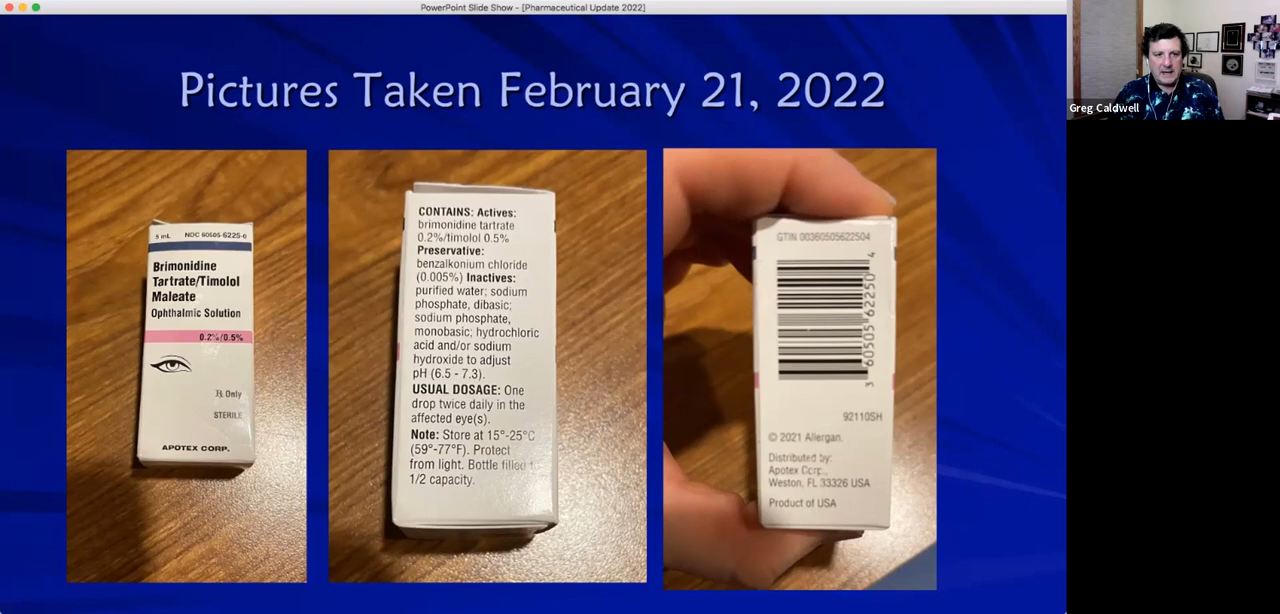 PowerPoint Slide Show - [Pharmaceutical Update 2022]
Pictures Taken February 21, 2022
5 mL NDC 60505-6225-0
Brimonidine
Tartrate/Timolol
Maleate
Ophthalmic Solution
0.2%/0.5%
℞ Only
STERILE
APOTEX CORP.
CONTAINS: Actives:
brimonidine tartrate
0.2%/timolol 0.5%
Preservative:
benzalkonium chloride
(0.005%) Inactives:
purified water; sodium
phosphate, dibasic;
sodium phosphate,
monobasic; hydrochloric
acid and/or sodium
hydroxide to adjust
pH (6.5 - 7.3).
USUAL DOSAGE: One
drop twice daily in the
affected eye(s).
Note: Store at 15°-25°C
(59°-77°F). Protect
from light. Bottle filled to
1/2 capacity.
GTIN 00360505622504
3 60505 62250 4
92110SH
© 2021 Allergan.
Distributed by:
Apotex Corp.,
Weston, FL 33326 USA
Product of USA
Greg Caldwell